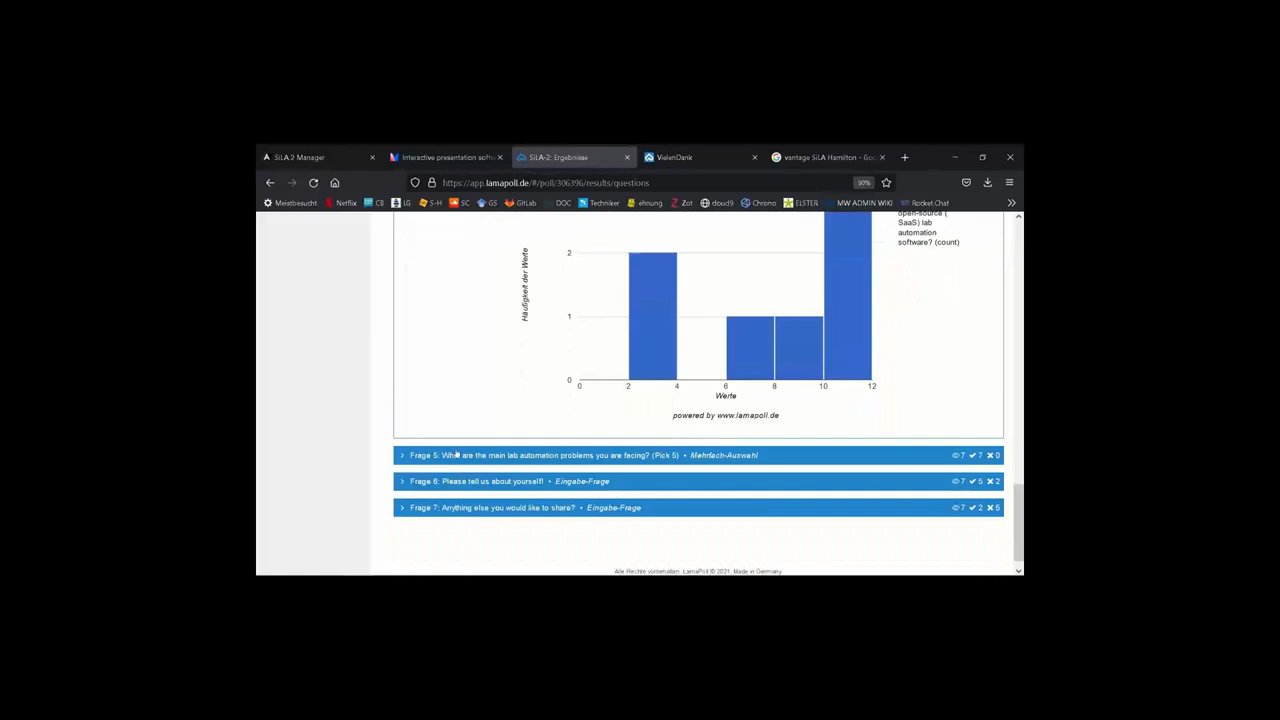 SiLA 2 Manager
Interactive presentation softw
SiLA-2: Ergebnisse
VielenDank
vantage SiLA Hamilton - Goo
https://app.lamapoll.de/#/poll/306396/results/questions
90%
Meistbesucht
Netflix
C8
LG
S-H
SC
GS
GitLab
DOC
Techniker
ehnung
Zot
cloud9
Chrono
ELSTER
MW ADMIN WIKI
Rocket.Chat
open-source (
SaaS) lab
automation
software? (count)
Häufigkeit der Werte
2
1
0
0 2 4 6 8 10 12
Werte
powered by www.lamapoll.de
Frage 5: What are the main lab automation problems you are facing? (Pick 5) • Mehrfach-Auswahl 7 7 0
Frage 6: Please tell us about yourself! • Eingabe-Frage 7 5 2
Frage 7: Anything else you would like to share? • Eingabe-Frage 7 2 5
Alle Rechte vorbehalten. LamaPoll © 2021, Made in Germany